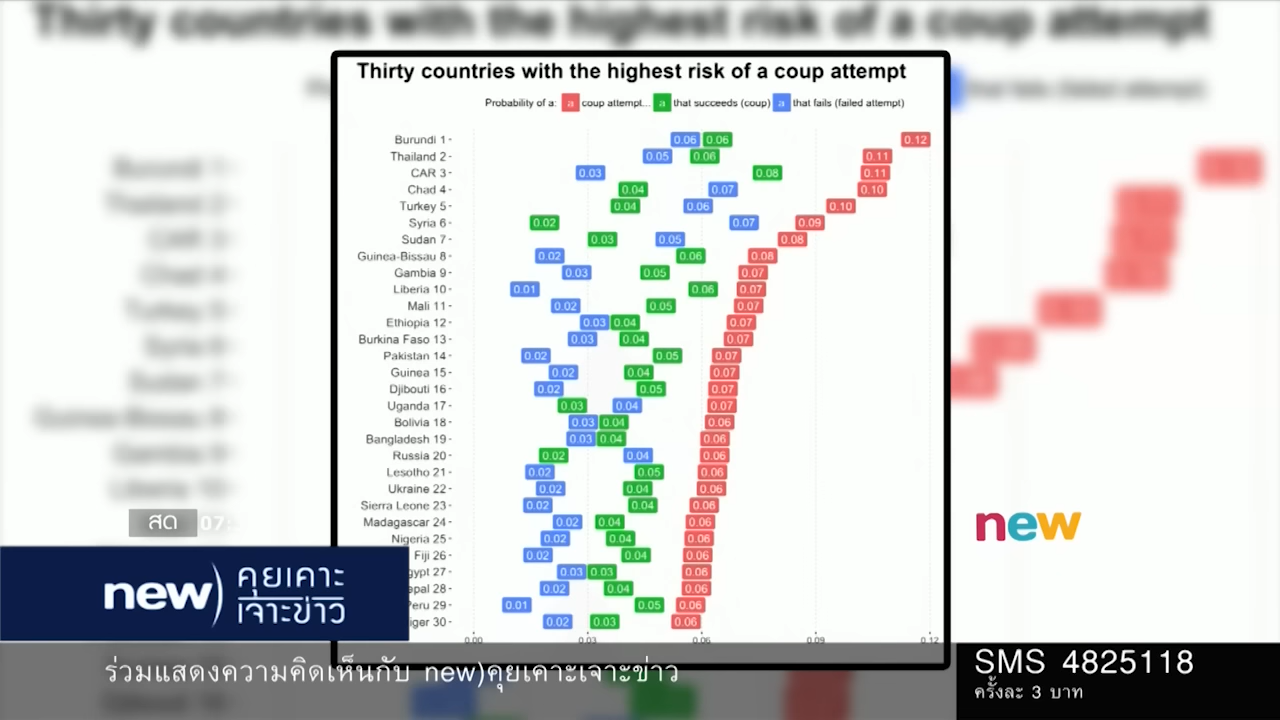 Thirty countries with the highest risk of a coup attempt
Thirty countries with the highest risk of a coup attempt
Probability of a: a coup attempt... a that succeeds (coup) a that fails (failed attempt)
Burundi 1 0.06 0.06 0.12
Thailand 2 0.05 0.06 0.11
CAR 3 0.03 0.08 0.11
Chad 4 0.04 0.07 0.10
Turkey 5 0.04 0.06 0.10
Syria 6 0.02 0.07 0.09
Sudan 7 0.03 0.05 0.08
Guinea-Bissau 8 0.02 0.06 0.08
Gambia 9 0.03 0.05 0.07
Liberia 10 0.01 0.06 0.07
Mali 11 0.02 0.05 0.07
Ethiopia 12 0.03 0.04 0.07
Burkina Faso 13 0.03 0.04 0.07
Pakistan 14 0.02 0.05 0.07
Guinea 15 0.02 0.04 0.07
Djibouti 16 0.02 0.05 0.07
Uganda 17 0.03 0.04 0.07
Bolivia 18 0.03 0.04 0.06
Bangladesh 19 0.03 0.04 0.06
Russia 20 0.02 0.04 0.06
Lesotho 21 0.02 0.05 0.06
Ukraine 22 0.02 0.04 0.06
Sierra Leone 23 0.02 0.04 0.06
Madagascar 24 0.02 0.04 0.06
Nigeria 25 0.02 0.04 0.06
Fiji 26 0.02 0.04 0.06
gypt 27 0.03 0.03 0.06
epal 28 0.02 0.04 0.06
eru 29 0.01 0.05 0.06
iger 30 0.02 0.03 0.06
0.00 0.03 0.06 0.09 0.12
สด 07:
new
new) คุยเคาะ
เจาะข่าว
ร่วมแสดงความคิดเห็นกับ new)คุยเคาะเจาะข่าว
SMS 4825118
ครั้งละ 3 บาท